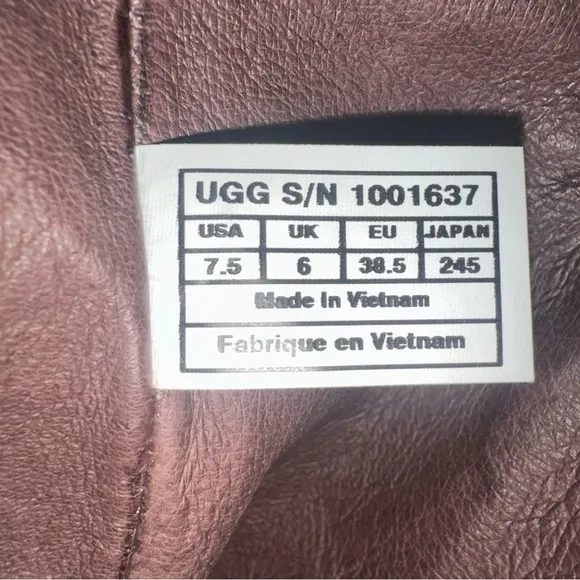 UGG S/N 1001637
USA UK EU JAPAN
7.5 6 38.5 245
Made in Vietnam
Fabrique en Vietnam